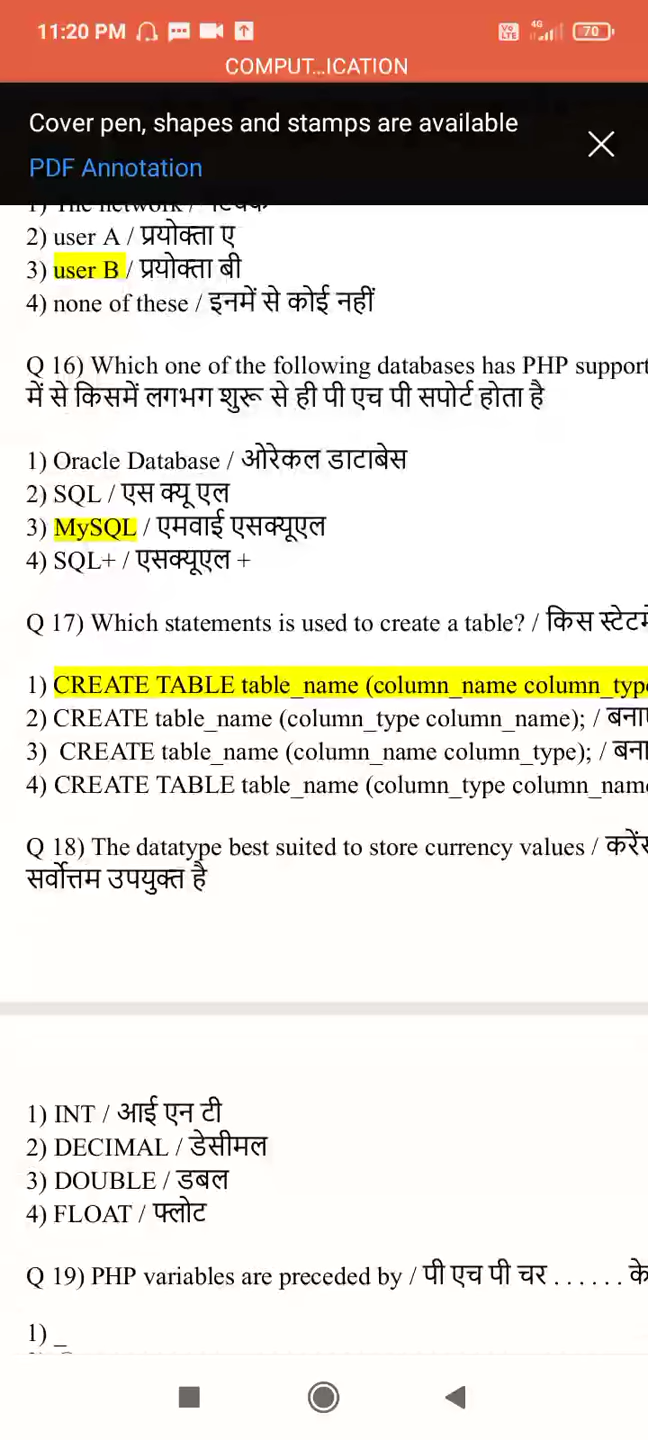 11:20 PM
4G
70
COMPUT...ICATION
Cover pen, shapes and stamps are available
PDF Annotation
1) The network /
2) user A / प्रयोक्ता ए
3) user B / प्रयोक्ता बी
4) none of these / इनमें से कोई नहीं
Q 16) Which one of the following databases has PHP support
में से किसमें लगभग शुरू से ही पी एच पी सपोर्ट होता है
1) Oracle Database / ओरेकल डाटाबेस
2) SQL / एस क्यू एल
3) MySQL / एमवाई एसक्यूएल
4) SQL+ / एसक्यूएल +
Q 17) Which statements is used to create a table? / किस
1) CREATE TABLE table_name (column_name column_type
2) CREATE table_name (column_type column_name); /
3) CREATE table_name (column_name column_type); /
4) CREATE TABLE table_name (column_type column_name
Q 18) The datatype best suited to store currency values /
सर्वोत्तम उपयुक्त है
1) INT / आई एन टी
2) DECIMAL / डेसीमल
3) DOUBLE / डबल
4) FLOAT / फ्लोट
Q 19) PHP variables are preceded by / पी एच पी चर . . . . . . के
1) _